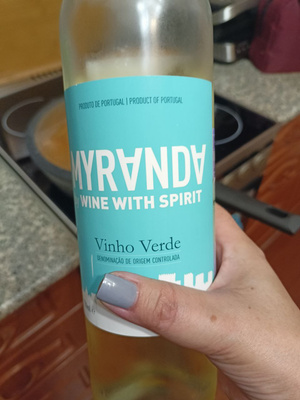 PRODUTO DE PORTUGAL | PRODUCT OF PORTUGAL
MYRANDA
WINE WITH SPIRIT
Vinho Verde
DENOMINAÇÃO DE ORIGEM CONTROLADA